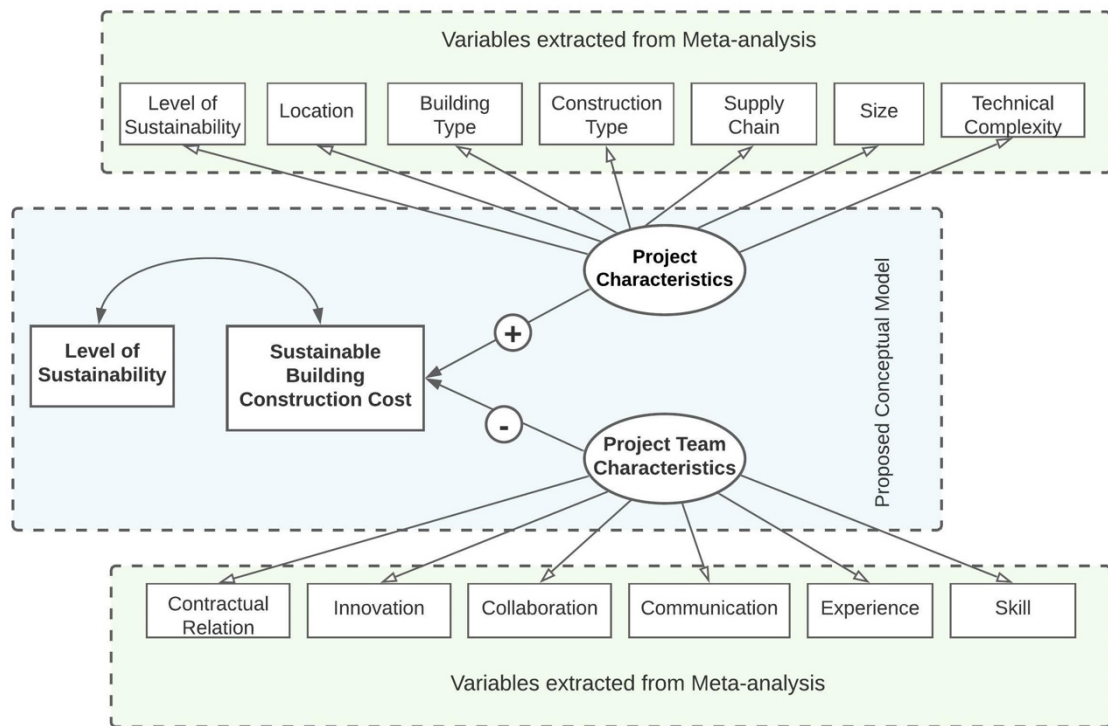 Variables extracted from Meta-analysis
Level of
Sustainability
Location
Building
Type
Construction
Type
Supply
Chain
Size
Technical
Complexity
Project
Characteristics
Proposed Conceptual Model
+
Level of
Sustainability
Sustainable
Building
Construction Cost
-
Project Team
Characteristics
Contractual
Relation
Innovation
Collaboration
Communication
Experience
Skill
Variables extracted from Meta-analysis